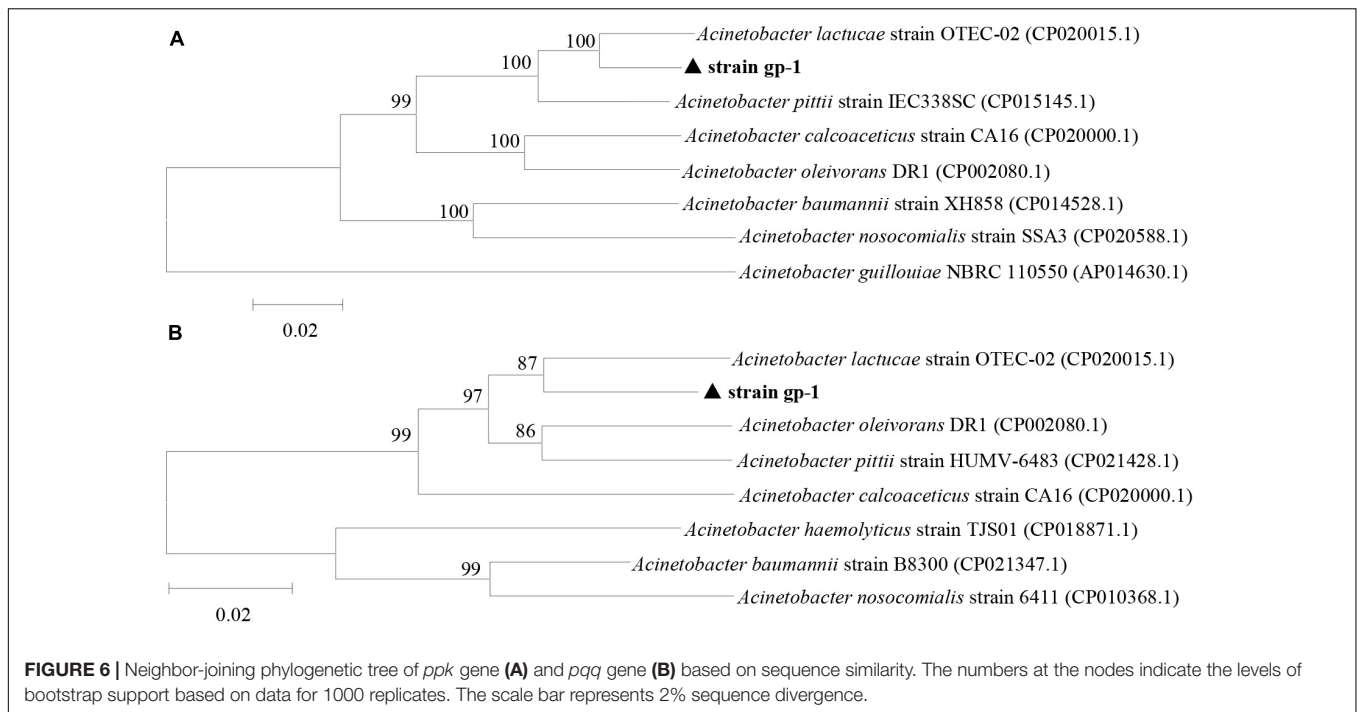 A
100
Acinetobacter lactucae strain OTEC-02 (CP020015.1)
100
▲ strain gp-1
99
Acinetobacter pittii strain IEC338SC (CP015145.1)
100
Acinetobacter calcoaceticus strain CA16 (CP020000.1)
Acinetobacter oleivorans DR1 (CP002080.1)
100
Acinetobacter baumannii strain XH858 (CP014528.1)
Acinetobacter nosocomialis strain SSA3 (CP020588.1)
Acinetobacter guillouiae NBRC 110550 (AP014630.1)
0.02
B
87
Acinetobacter lactucae strain OTEC-02 (CP020015.1)
97
▲ strain gp-1
99
86
Acinetobacter oleivorans DR1 (CP002080.1)
Acinetobacter pittii strain HUMV-6483 (CP021428.1)
Acinetobacter calcoaceticus strain CA16 (CP020000.1)
Acinetobacter haemolyticus strain TJS01 (CP018871.1)
99
Acinetobacter baumannii strain B8300 (CP021347.1)
Acinetobacter nosocomialis strain 6411 (CP010368.1)
0.02
FIGURE 6 | Neighbor-joining phylogenetic tree of ppk gene (A) and pqq gene (B) based on sequence similarity. The numbers at the nodes indicate the levels of
bootstrap support based on data for 1000 replicates. The scale bar represents 2% sequence divergence.